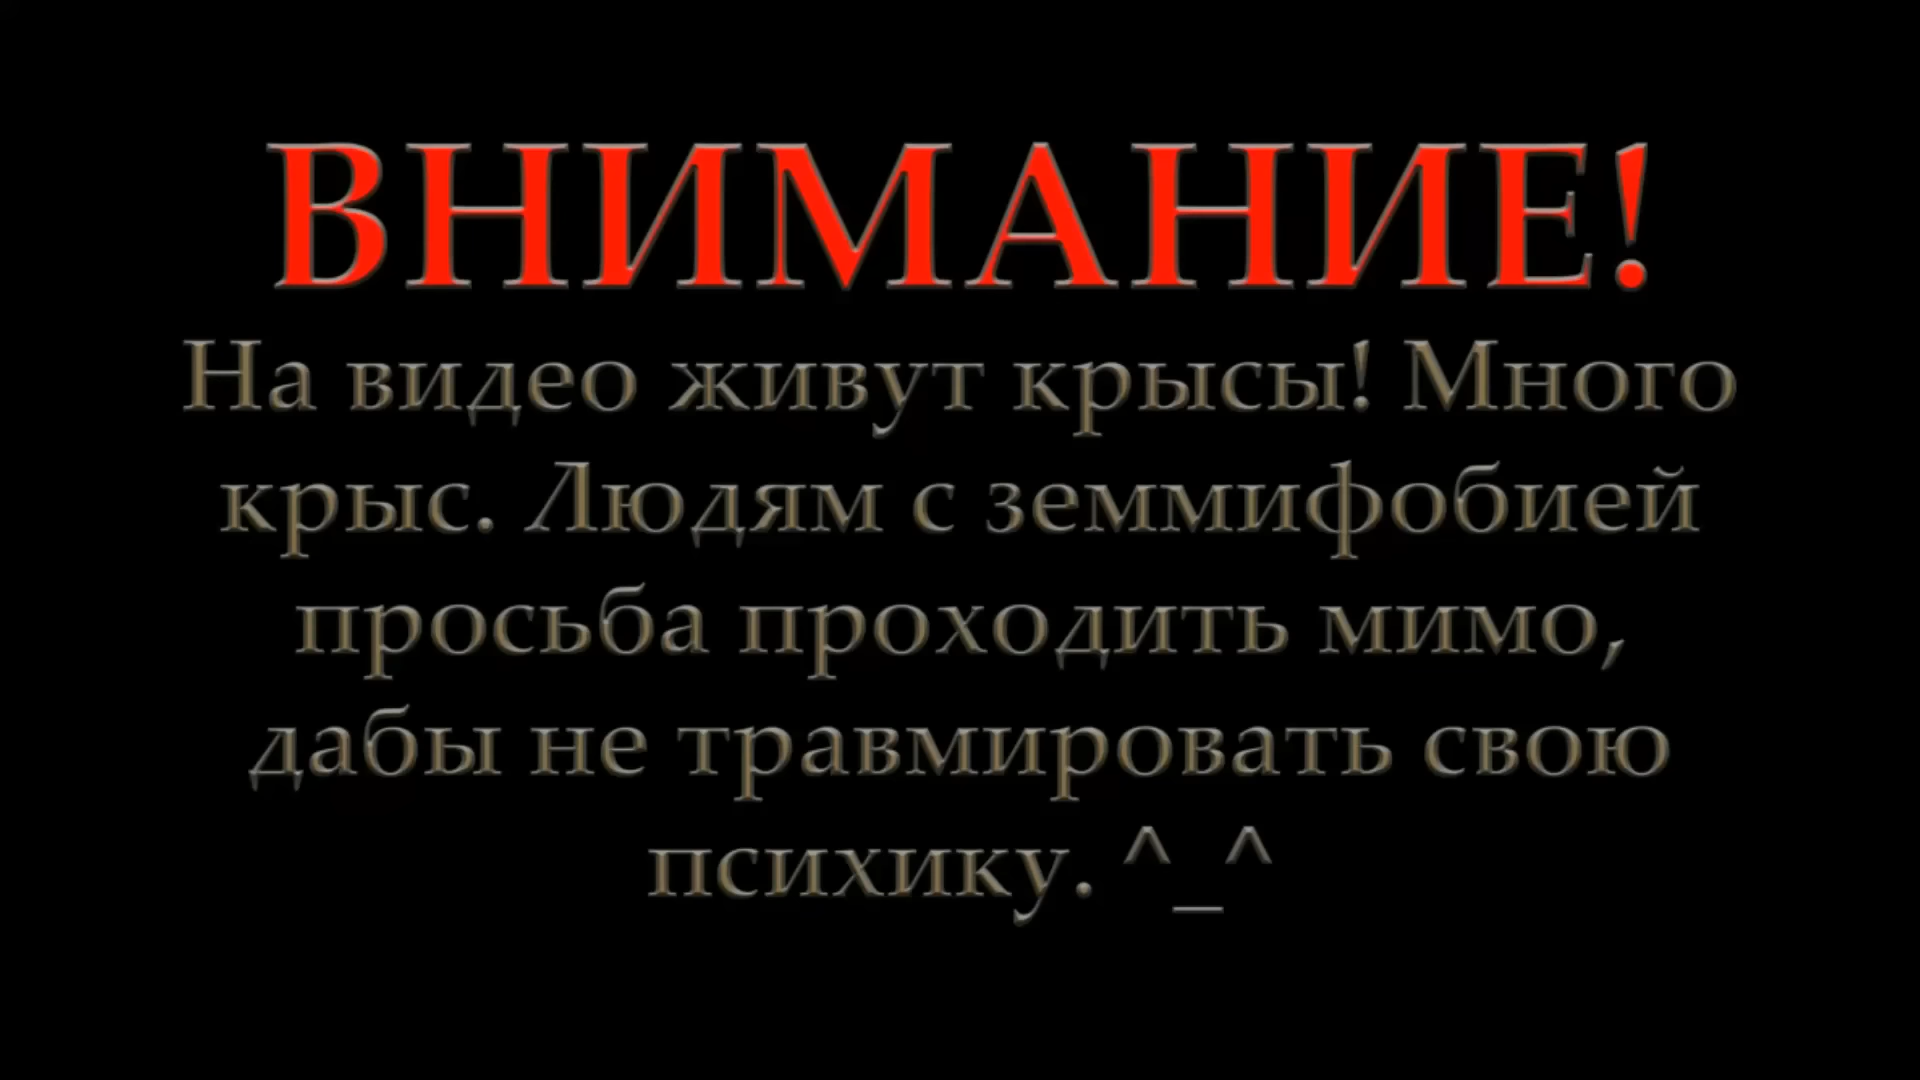 ВНИМАНИЕ!
На видео живут крысы! Много
крыс. Людям с земмифобией
просьба проходить мимо,
дабы не травмировать свою
психику. ^_^